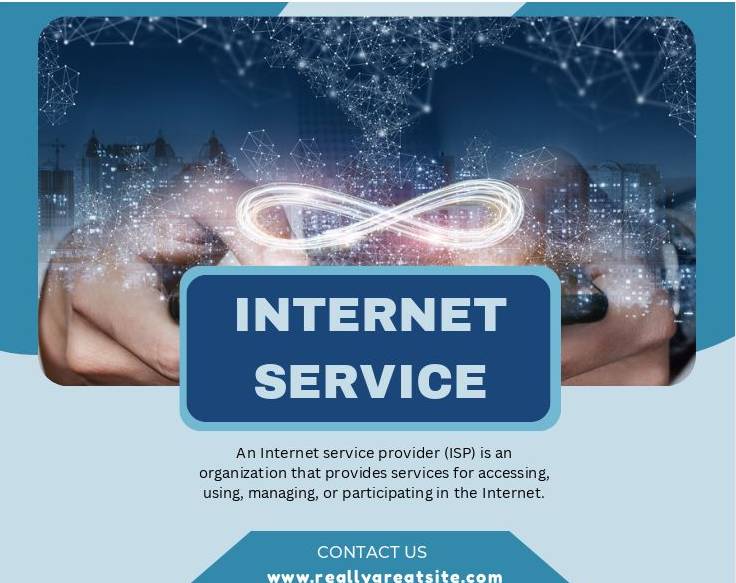 INTERNET
SERVICE
An Internet service provider (ISP) is an
organization that provides services for accessing,
using, managing, or participating in the Internet.
CONTACT US
www.reallygreatsite.com